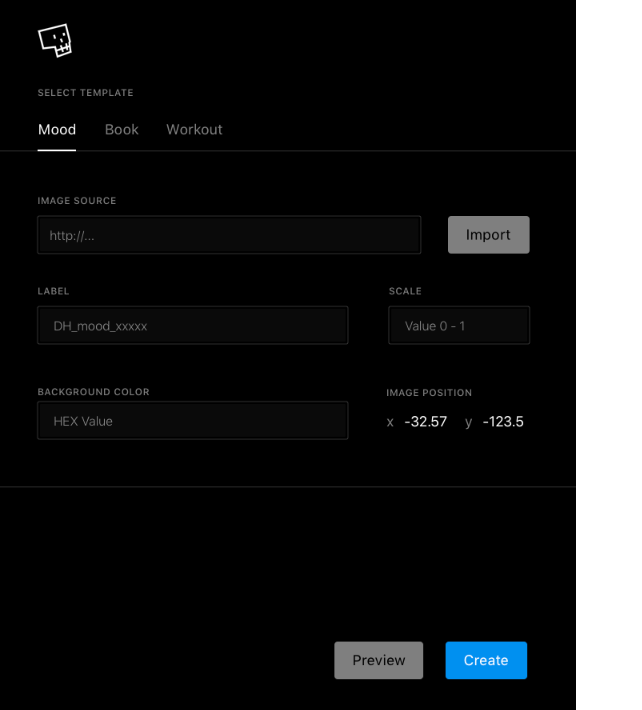 SELECT TEMPLATE
Mood Book Workout
IMAGE SOURCE
http://... Import
LABEL SCALE
DH_mood_xxxxx Value 0 - 1
BACKGROUND COLOR IMAGE POSITION
HEX Value x -32.57 y -123.5
Preview Create